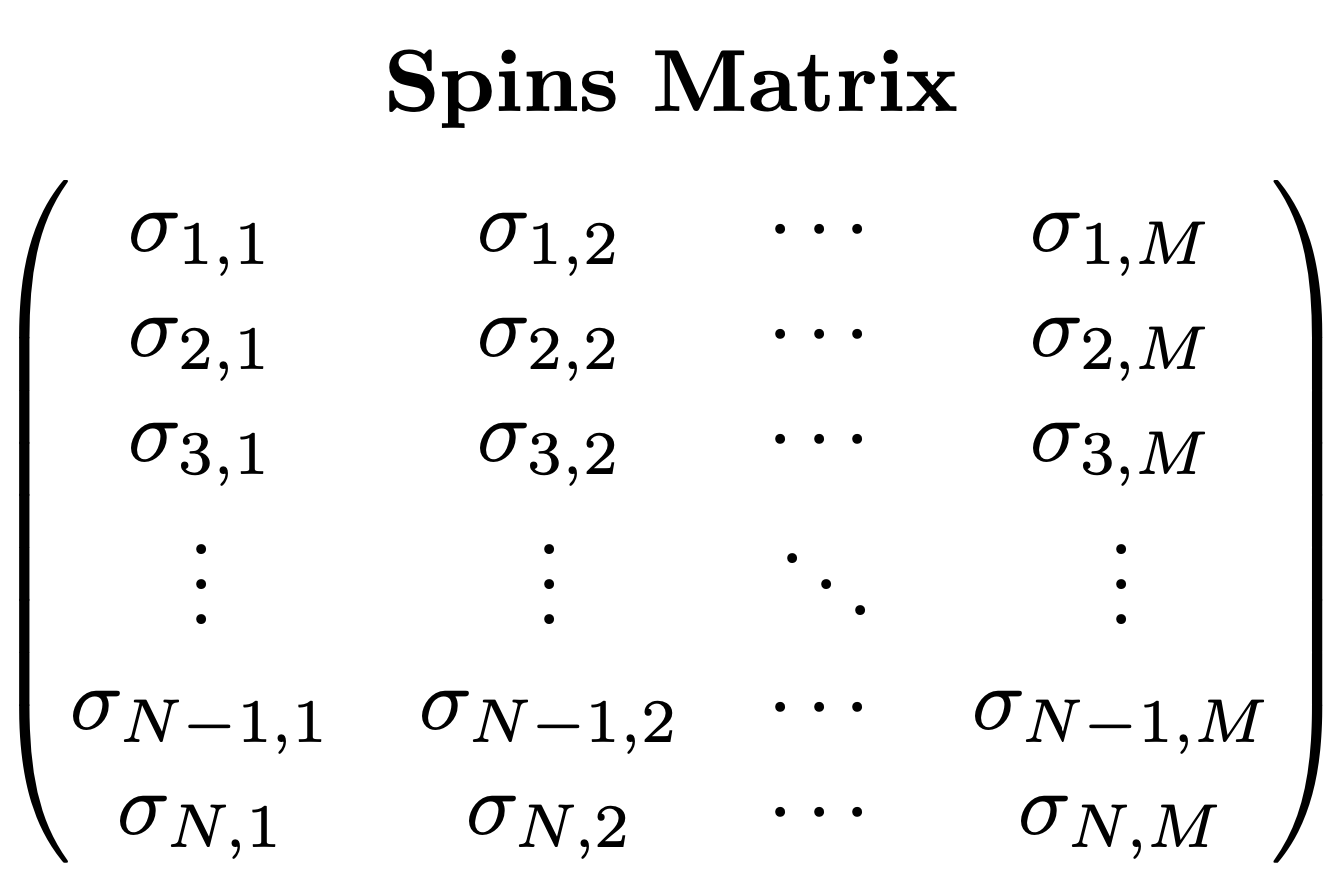 Spins Matrix
σ1,1 σ1,2 ⋯ σ1,M
σ2,1 σ2,2 ⋯ σ2,M
σ3,1 σ3,2 ⋯ σ3,M
⋮ ⋮ ⋱ ⋮
σN−1,1 σN−1,2 ⋯ σN−1,M
σN,1 σN,2 ⋯ σN,M